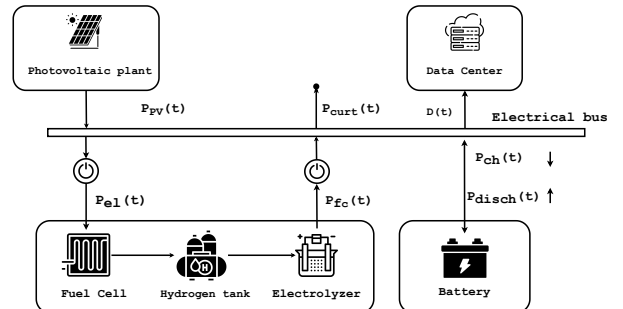 Photovoltaic plant
Data Center
P_PV(t)
P_curt(t)
D(t)
Electrical bus
P_ch(t)
P_el(t)
P_fc(t)
P_disch(t)
Fuel Cell
Hydrogen tank
Electrolyzer
Battery
H